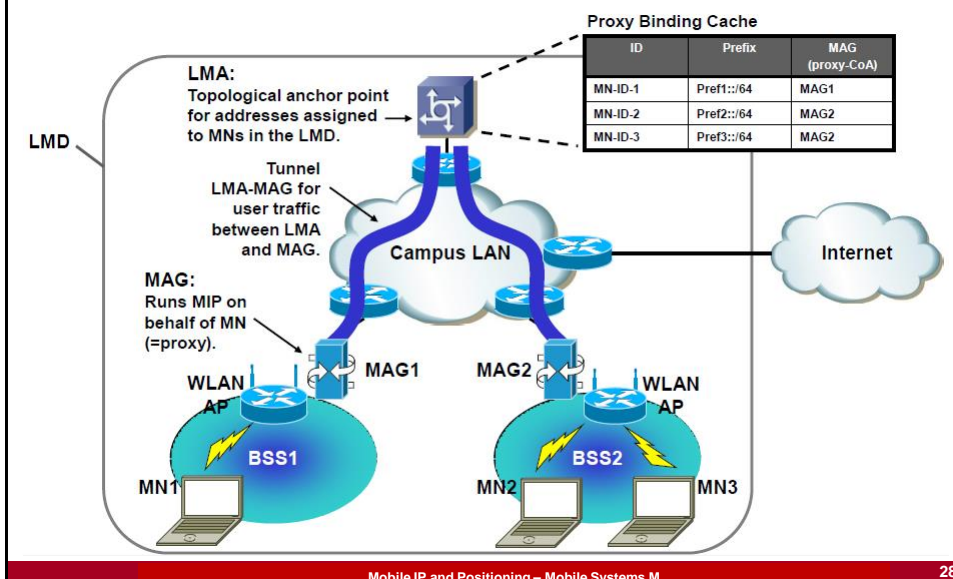 Proxy Binding Cache
ID Prefix MAG
(proxy-CoA)
MN-ID-1 Pref1::/64 MAG1
MN-ID-2 Pref2::/64 MAG2
MN-ID-3 Pref3::/64 MAG2
LMA:
Topological anchor point
for addresses assigned
to MNs in the LMD.
LMD
Tunnel
LMA-MAG for
user traffic
between LMA
and MAG.
Campus LAN
Internet
MAG:
Runs MIP on
behalf of MN
(=proxy).
MAG1
MAG2
WLAN
AP
WLAN
AP
BSS1
BSS2
MN1
MN2
MN3
Mobile IP and Positioning – Mobile Systems M
28